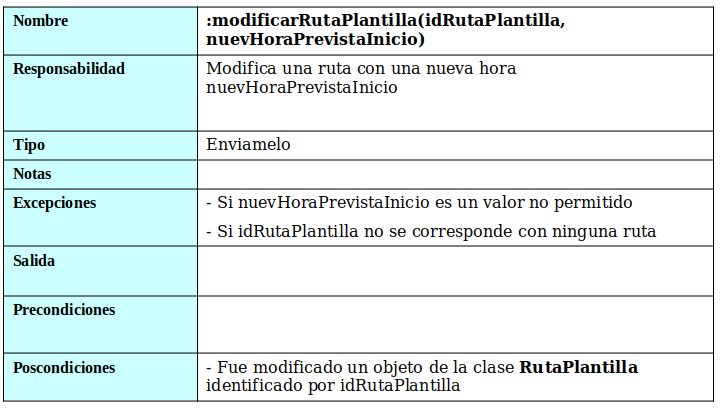 Nombre
:modificarRutaPlantilla(idRutaPlantilla,
nuevHoraPrevistaInicio)
Responsabilidad
Modifica una ruta con una nueva hora
nuevHoraPrevistaInicio
Tipo
Enviamelo
Notas
Excepciones
- Si nuevHoraPrevistaInicio es un valor no permitido
- Si idRutaPlantilla no se corresponde con ninguna ruta
Salida
Precondiciones
Poscondiciones
- Fue modificado un objeto de la clase RutaPlantilla
identificado por idRutaPlantilla